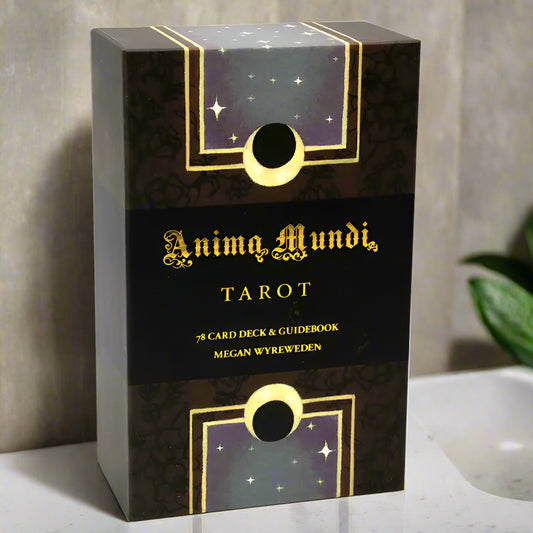 Anima Mundi
TAROT
78 CARD DECK & GUIDEBOOK
MEGAN WYREWEDEN